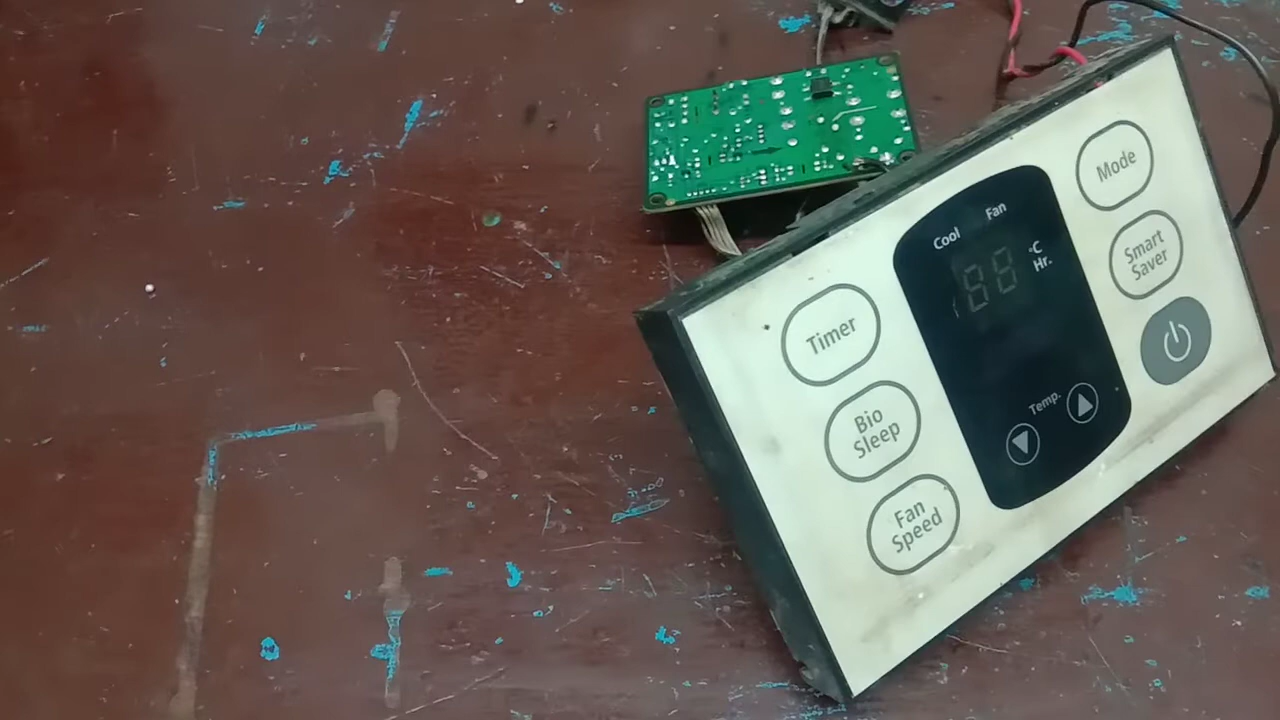 Timer
Bio
Sleep
Fan
Speed
Cool
Fan
°C
Hr.
Temp.
Mode
Smart
Saver